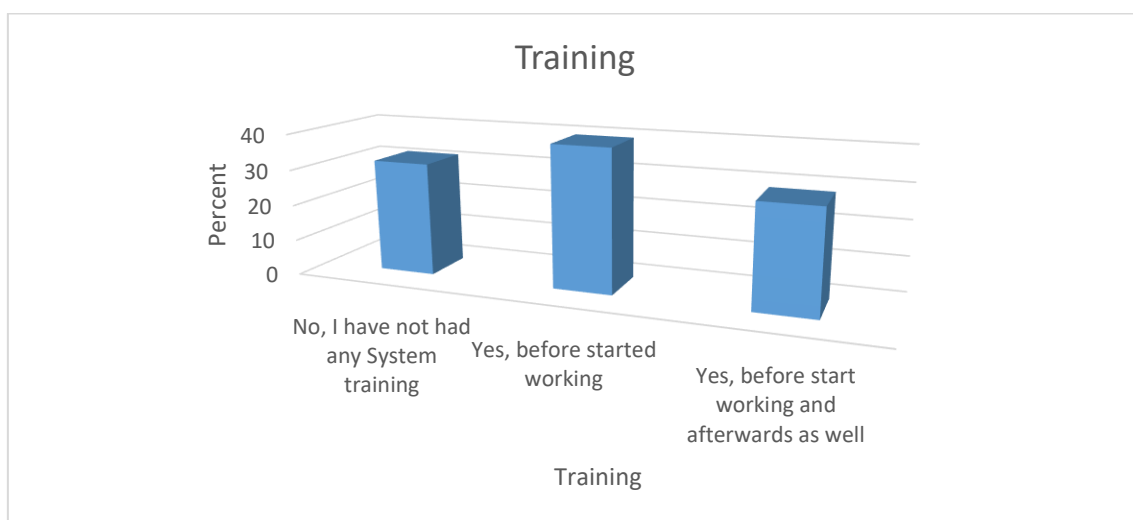 Training
40
30
20
10
0
Percent
No, I have not had
any System
training
Yes, before started
working
Yes, before start
working and
afterwards as well
Training